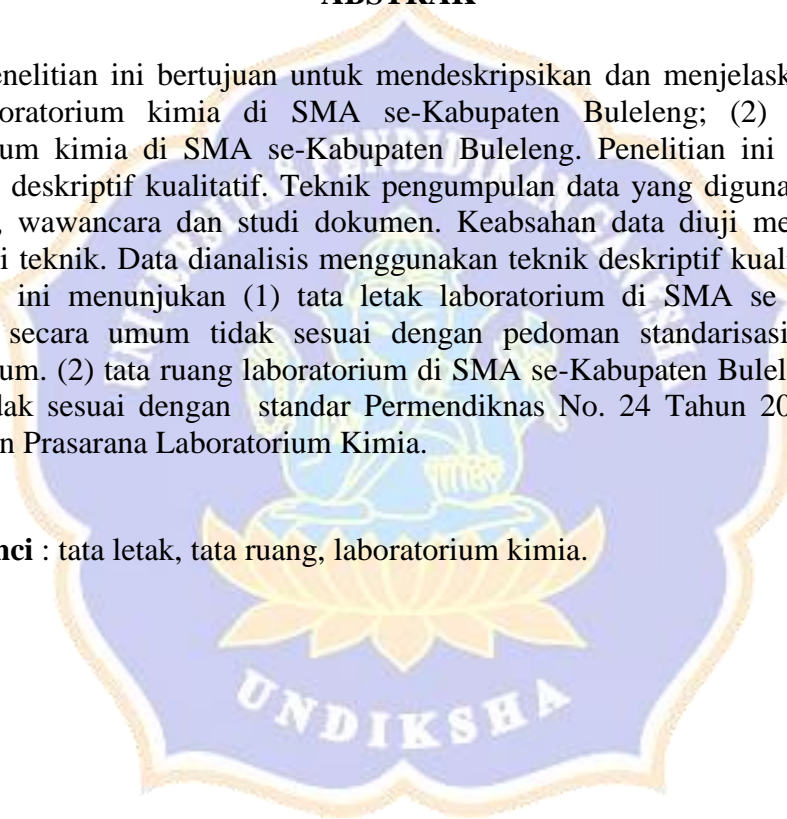 ABSTRAK
enelitian ini bertujuan untuk mendeskripsikan dan menjelask
oratorium kimia di SMA se-Kabupaten Buleleng; (2)
um kimia di SMA se-Kabupaten Buleleng. Penelitian ini
deskriptif kualitatif. Teknik pengumpulan data yang diguna
, wawancara dan studi dokumen. Keabsahan data diuji me
i teknik. Data dianalisis menggunakan teknik deskriptif kuali
ini menunjukan (1) tata letak laboratorium di SMA se
secara umum tidak sesuai dengan pedoman standarisasi
um. (2) tata ruang laboratorium di SMA se-Kabupaten Bulel
dak sesuai dengan standar Permendiknas No. 24 Tahun 20
n Prasarana Laboratorium Kimia.
nci : tata letak, tata ruang, laboratorium kimia.
UNIVERSITAS PENDIDIKAN GANESHA
UNDIKSHA